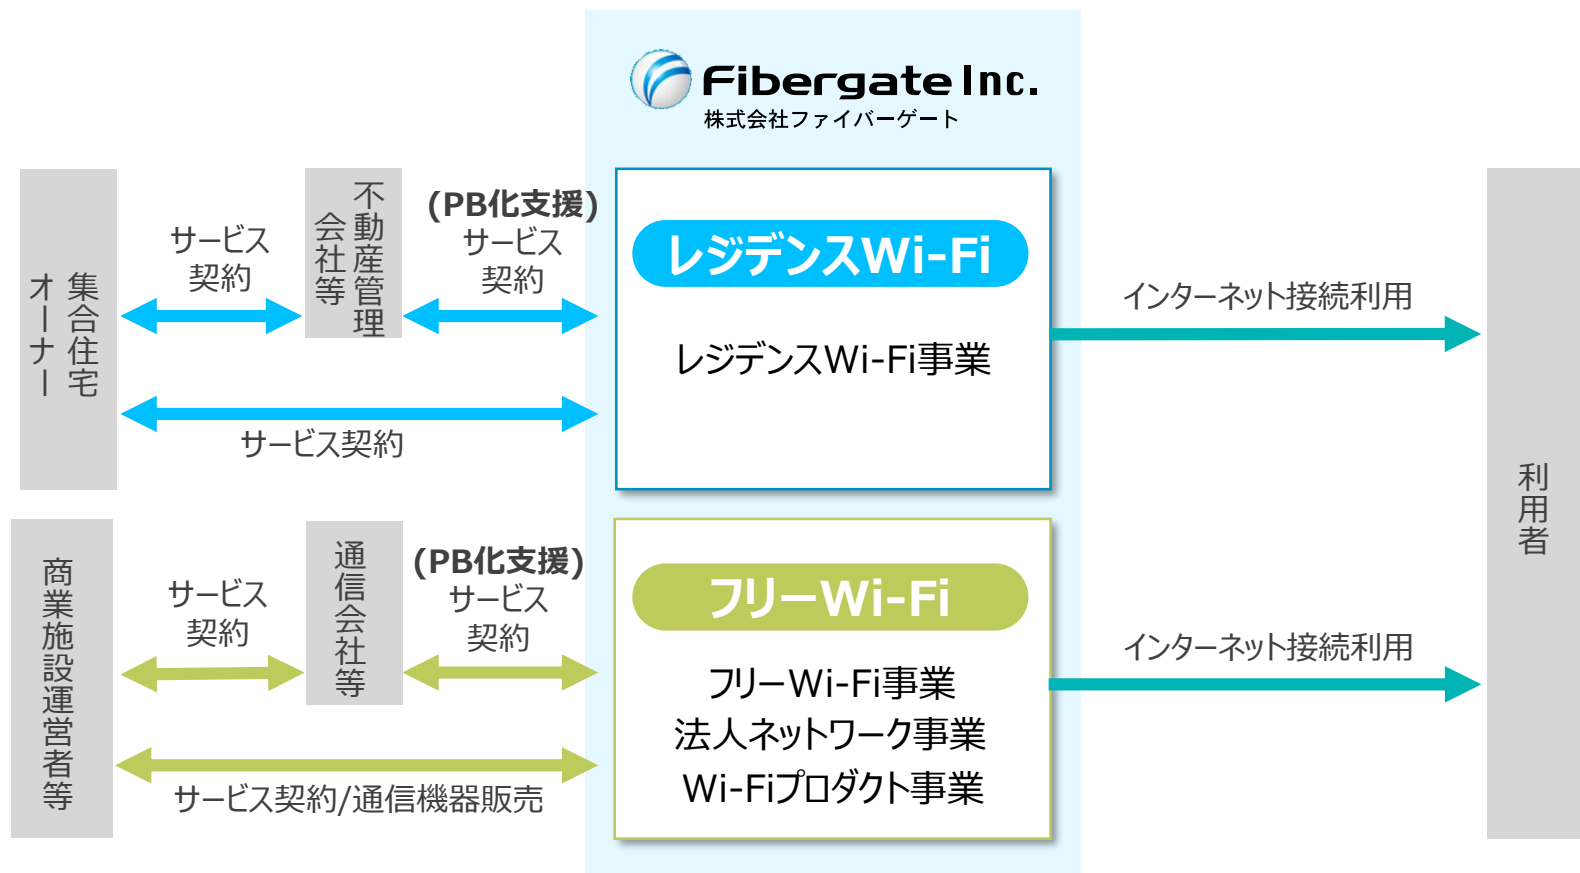 Fibergate Inc.
株式会社ファイバーゲート
集合住宅
オーナー
サービス
契約
不動産管理
会社等
(PB化支援)
サービス
契約
サービス契約
レジデンスWi-Fi
レジデンスWi-Fi事業
インターネット接続利用
利用者
商業施設運営者等
サービス
契約
通信会社等
(PB化支援)
サービス
契約
サービス契約/通信機器販売
フリーWi-Fi
フリーWi-Fi事業
法人ネットワーク事業
Wi-Fiプロダクト事業
インターネット接続利用